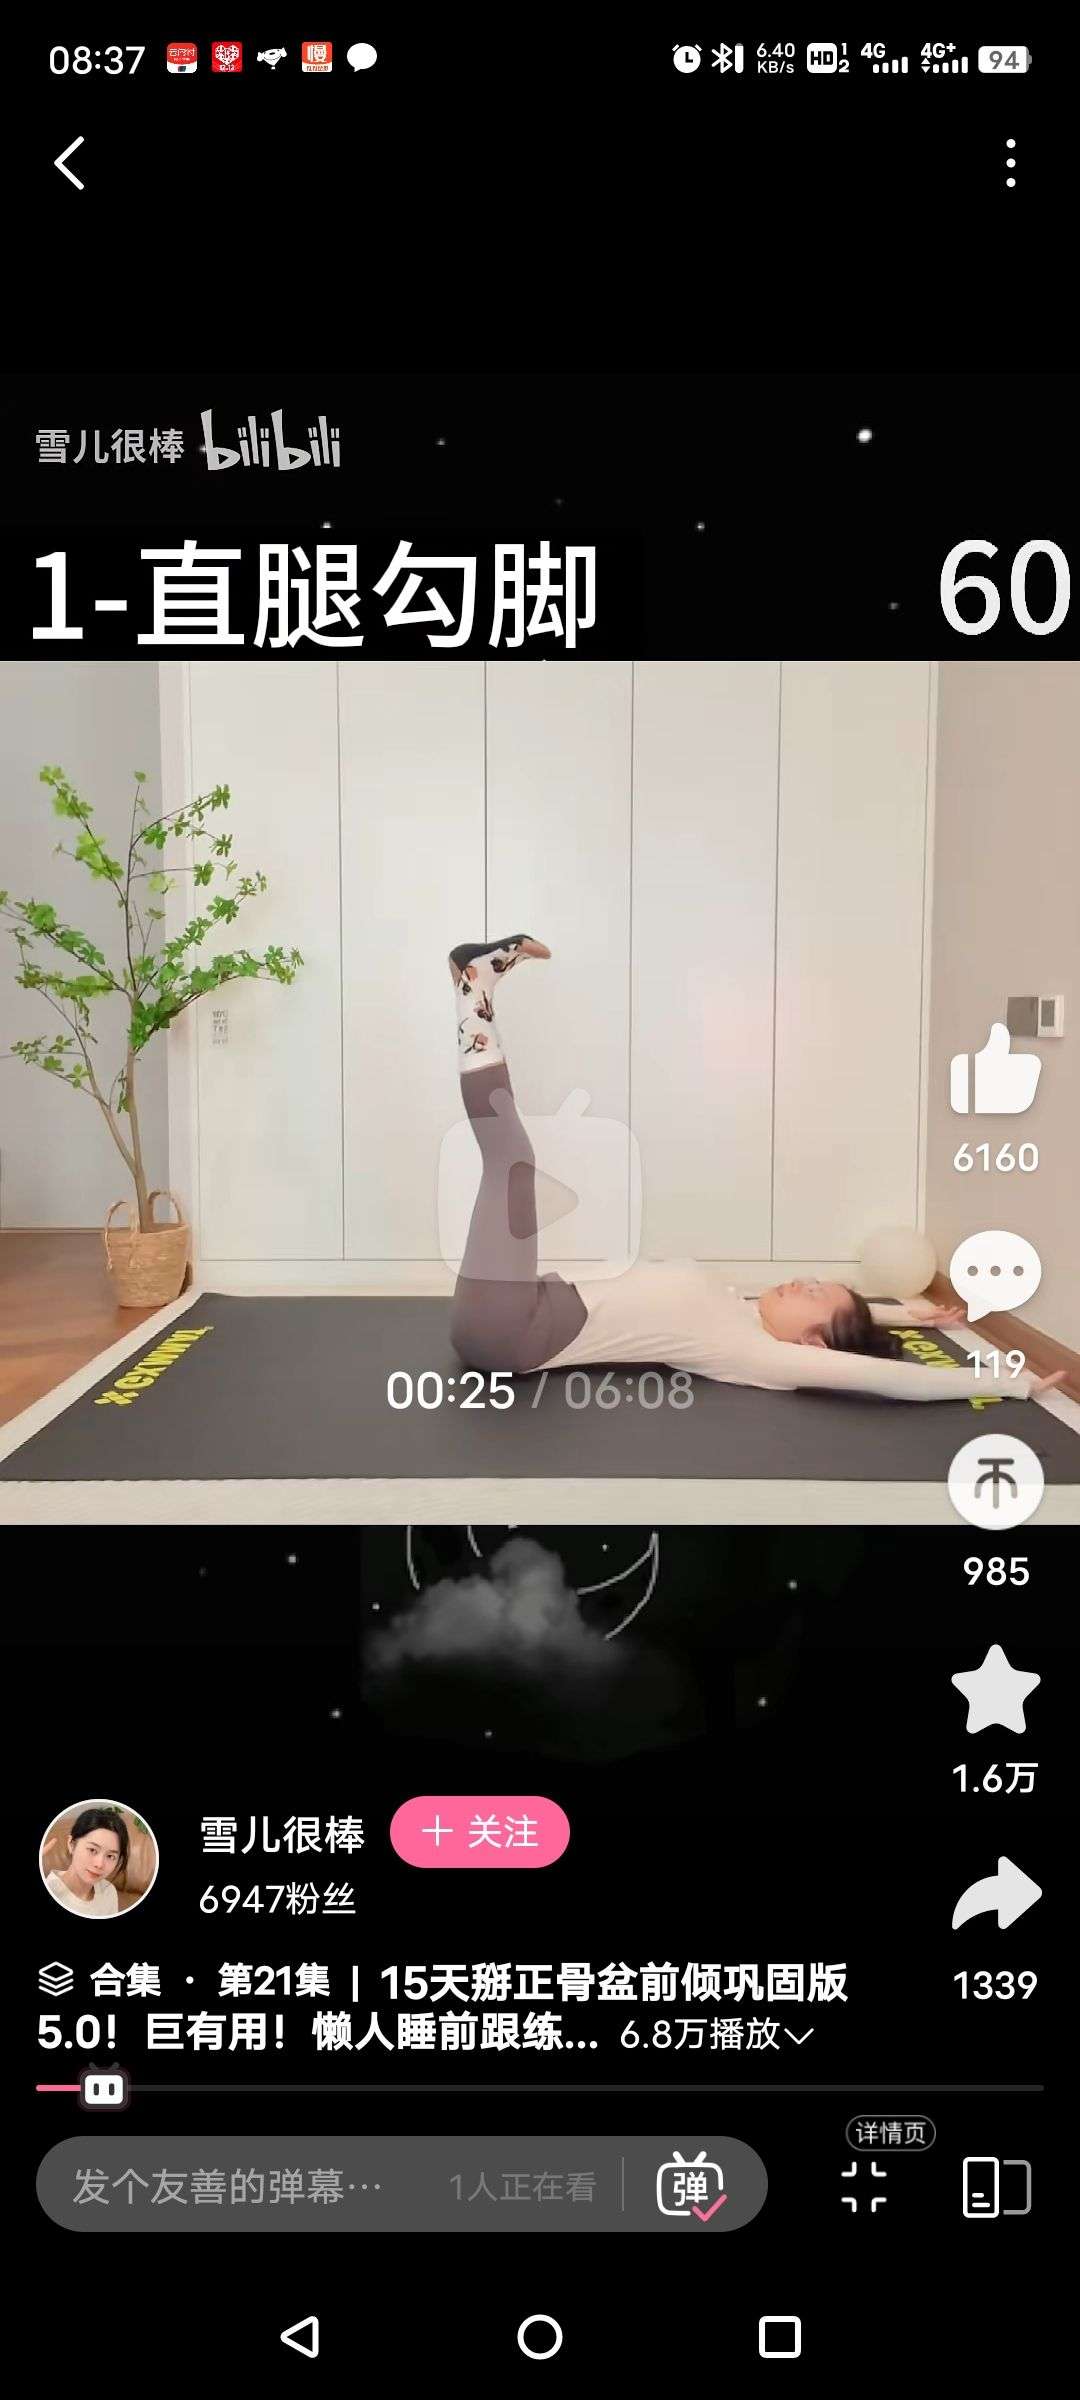 08:37
6.40 KB/s
HD 1 2
4G
4G+
94
雪儿很棒 bilibili
1-直腿勾脚
60
6160
119
00:25 / 06:08
985
1.6万
雪儿很棒
+ 关注
6947粉丝
合集 · 第21集 | 15天掰正骨盆前倾巩固版
5.0！巨有用！懒人睡前跟练... 6.8万播放
1339
详情页
发个友善的弹幕…
1人正在看
弹